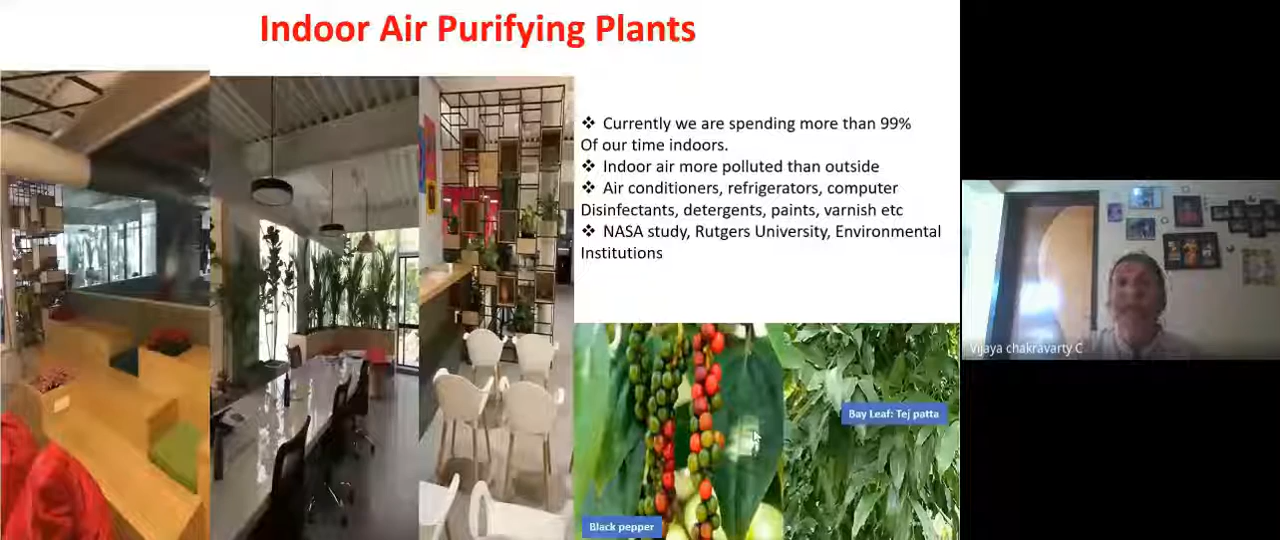 Indoor Air Purifying Plants
❖ Currently we are spending more than 99%
Of our time indoors.
❖ Indoor air more polluted than outside
❖ Air conditioners, refrigerators, computer
Disinfectants, detergents, paints, varnish etc
❖ NASA study, Rutgers University, Environmental
Institutions
Bay Leaf: Tej patta
Black pepper
Vijaya chakravarty C